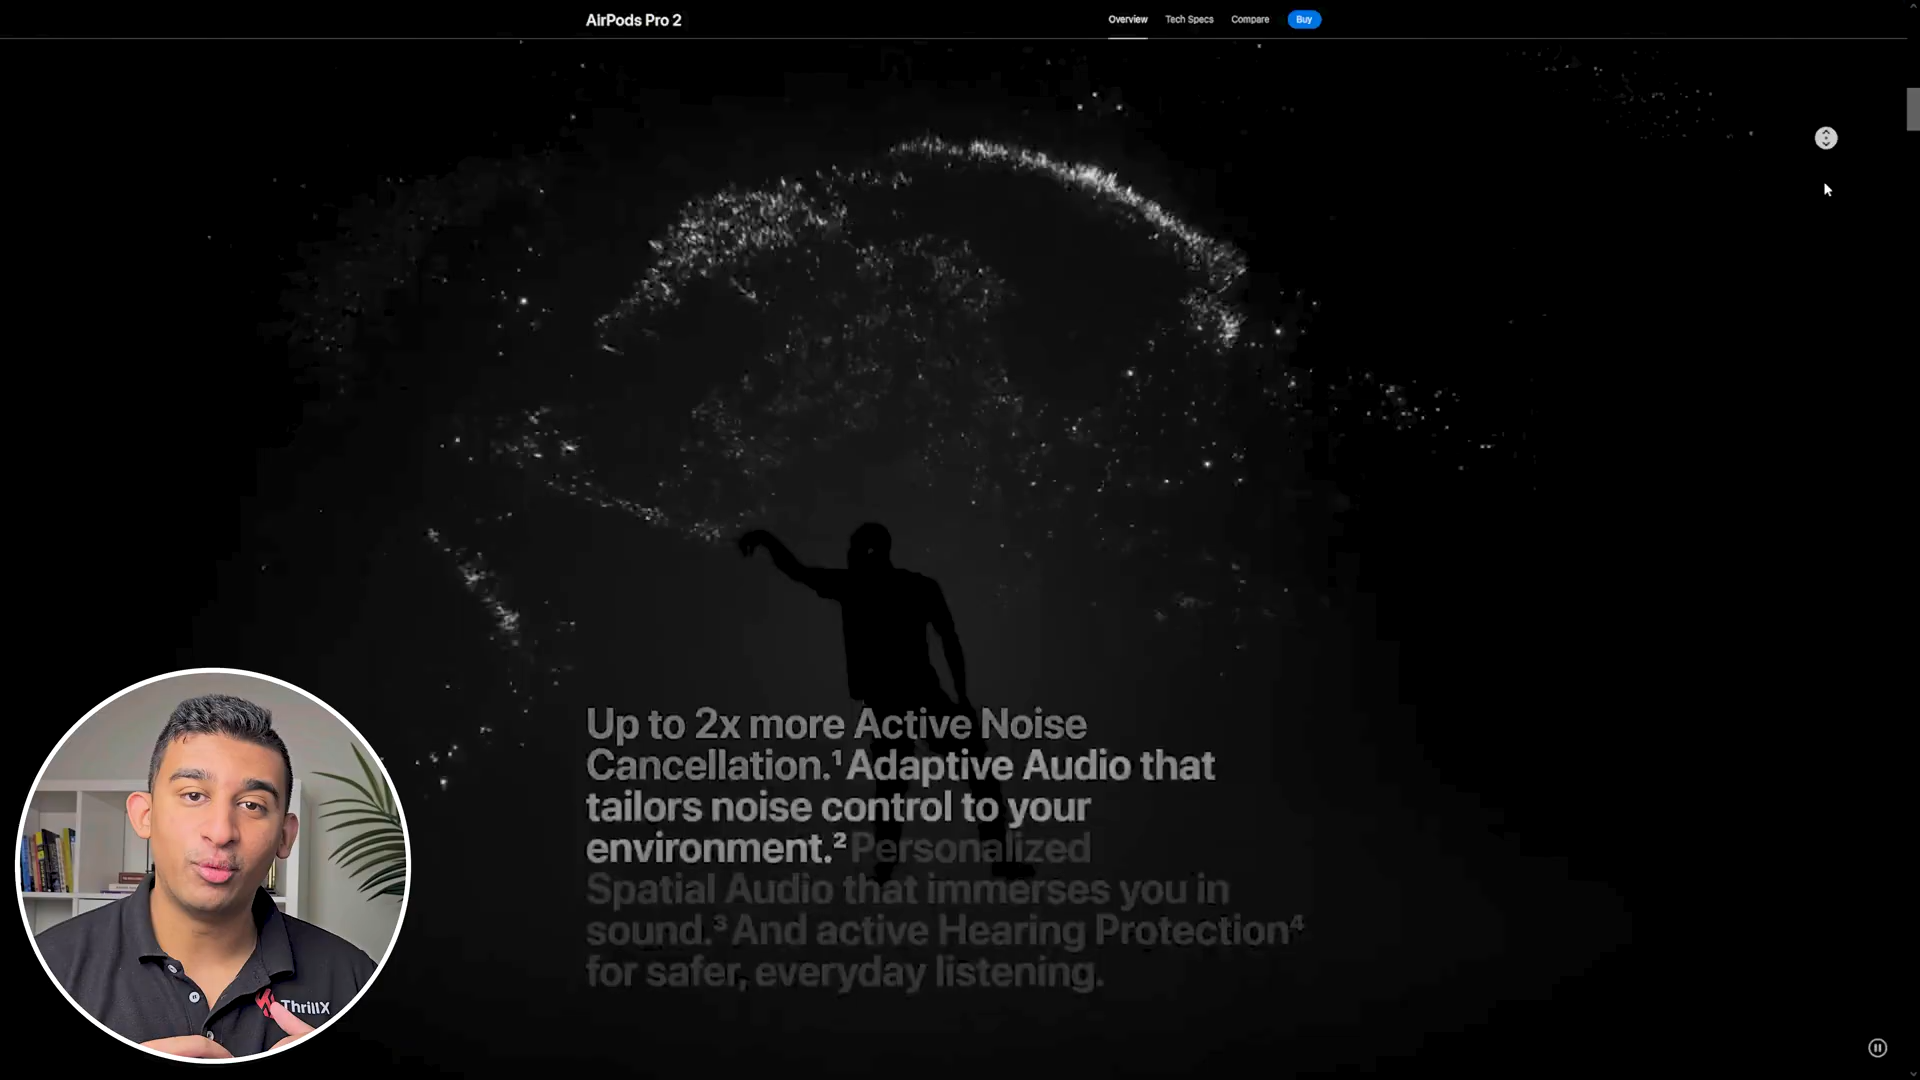 AirPods Pro 2
Overview
Tech Specs
Compare
Buy
Up to 2x more Active Noise
Cancellation.¹ Adaptive Audio that
tailors noise control to your
environment.² Personalized
Spatial Audio that immerses you in
sound.³ And active Hearing Protection⁴
for safer, everyday listening.
ThrillX